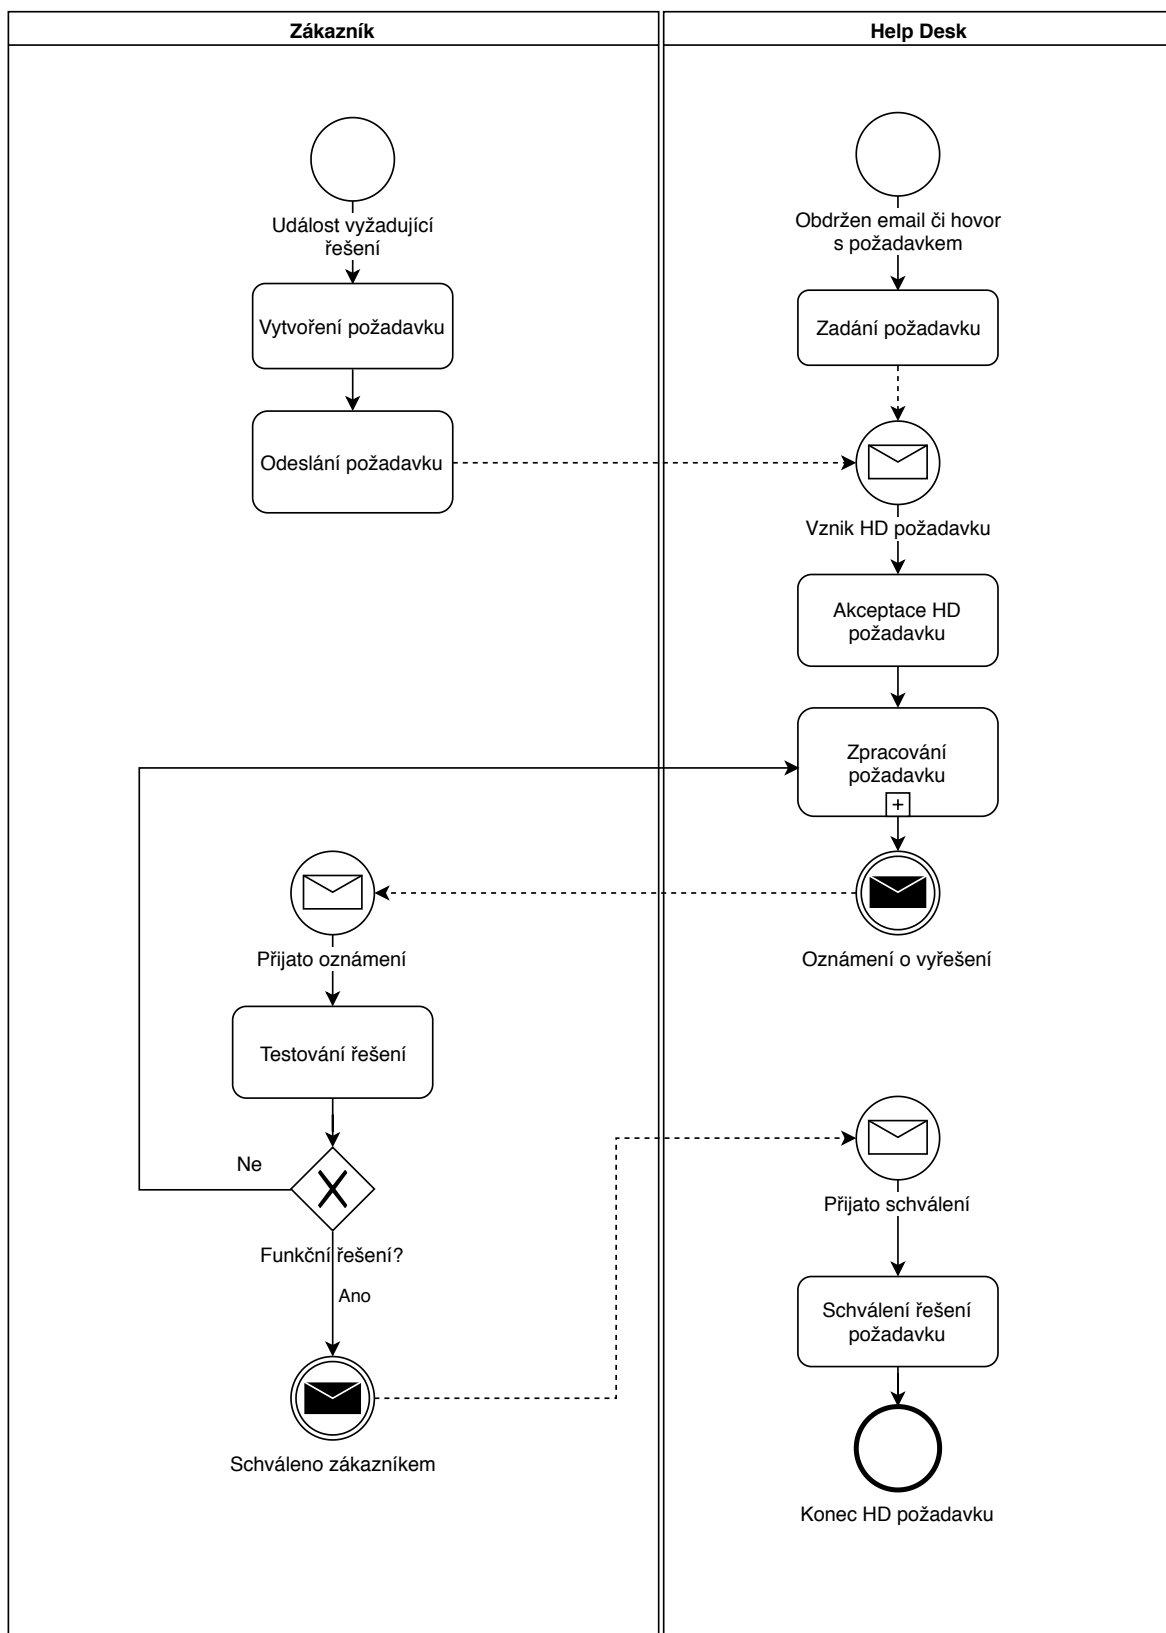 Zákazník
Help Desk
Událost vyžadující
řešení
Obdržen email či hovor
s požadavkem
Vytvoření požadavku
Zadání požadavku
Odeslání požadavku
Vznik HD požadavku
Akceptace HD
požadavku
Zpracování
požadavku
Přijato oznámení
Oznámení o vyřešení
Testování řešení
Ne
Přijato schválení
Funkční řešení?
Ano
Schválení řešení
požadavku
Schváleno zákazníkem
Konec HD požadavku